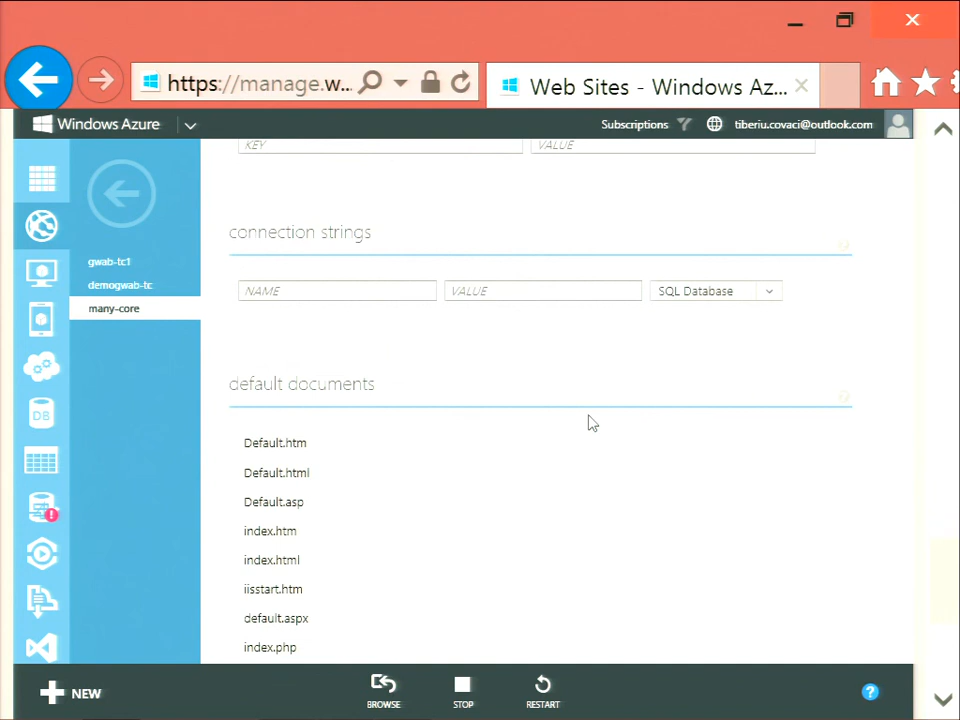 https://manage.w...
Web Sites - Windows Az...
Windows Azure
Subscriptions
tiberiu.covaci@outlook.com
KEY
VALUE
gwab-tc1
demogwab-tc
many-core
connection strings
NAME
VALUE
SQL Database
default documents
Default.htm
Default.html
Default.asp
index.htm
index.html
iisstart.htm
default.aspx
index.php
DB
NEW
BROWSE
STOP
RESTART
?